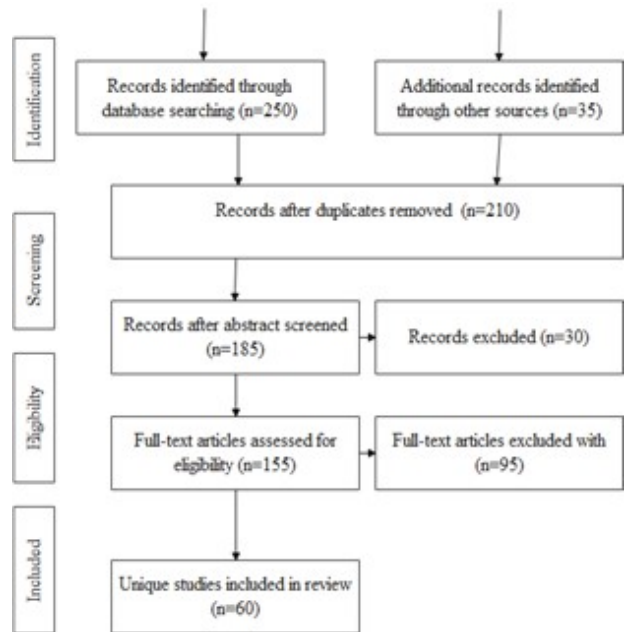 Identification
Records identified through
database searching (n=250)
Additional records identified
through other sources (n=35)
Records after duplicates removed (n=210)
Screening
Records after abstract screened
(n=185)
Records excluded (n=30)
Eligibility
Full-text articles assessed for
eligibility (n=155)
Full-text articles excluded with
(n=95)
Included
Unique studies included in review
(n=60)